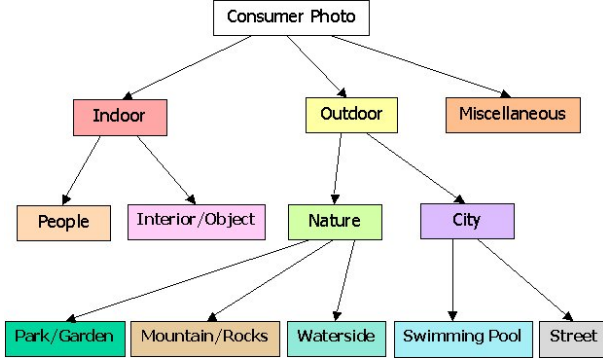 Consumer Photo
Indoor
Outdoor
Miscellaneous
People
Interior/Object
Nature
City
Park/Garden
Mountain/Rocks
Waterside
Swimming Pool
Street